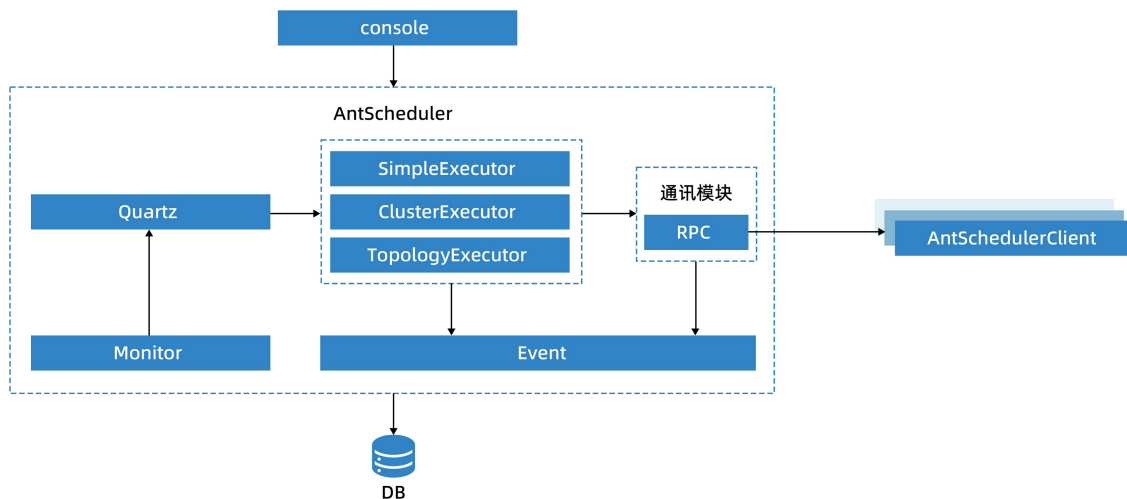 console
AntScheduler
SimpleExecutor
ClusterExecutor
TopologyExecutor
Quartz
通讯模块
RPC
AntSchedulerClient
Monitor
Event
DB